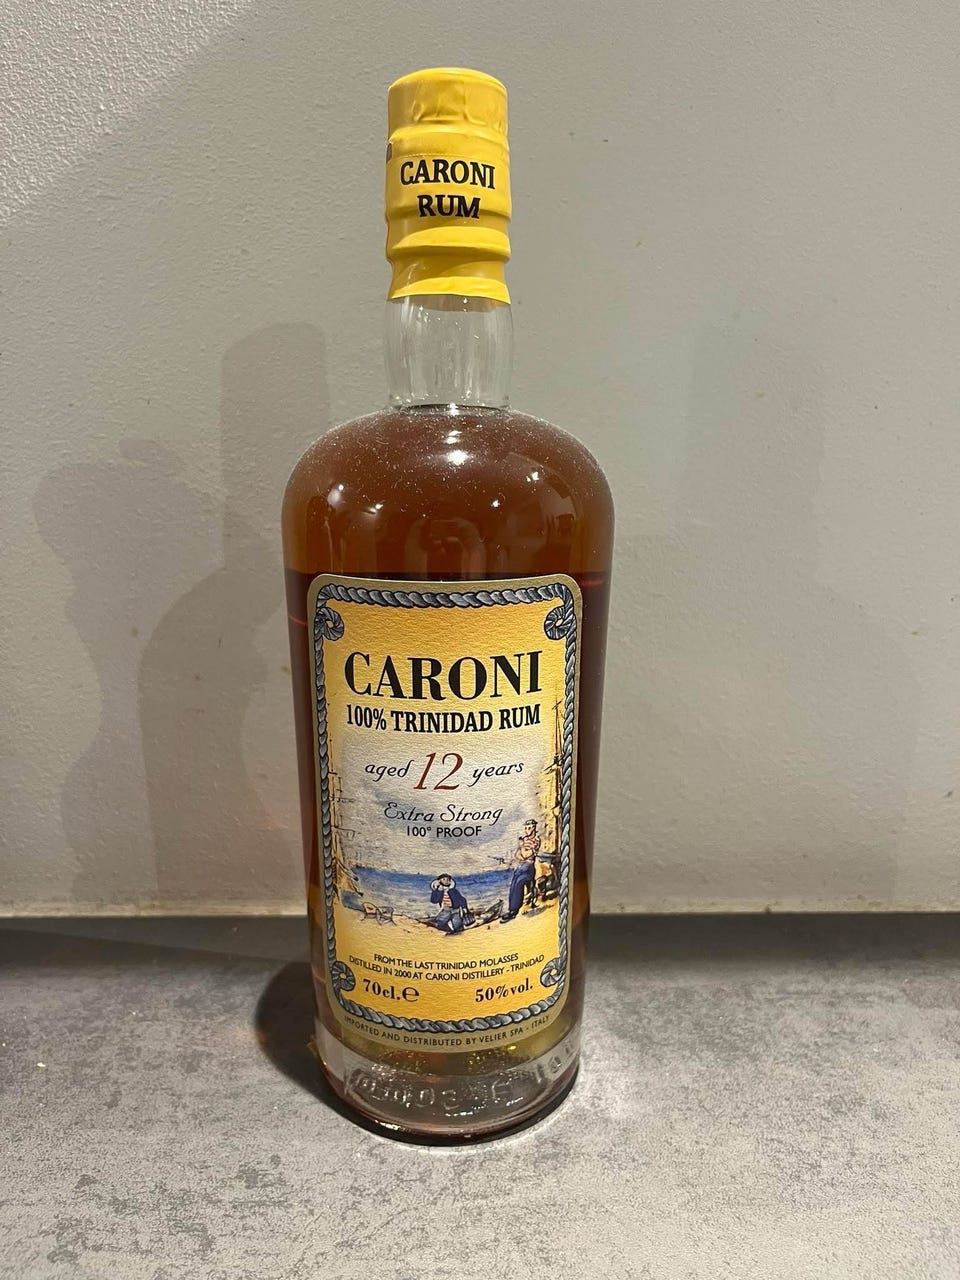 CARONI
RUM
CARONI
100% TRINIDAD RUM
aged 12 years
Extra Strong
100° PROOF
FROM THE LAST TRINIDAD MOLASSES
DISTILLED IN 2000 AT CARONI DISTILLERY - TRINIDAD
70cl.℮ 50%vol.
IMPORTED AND DISTRIBUTED BY VELIER SPA - ITALY